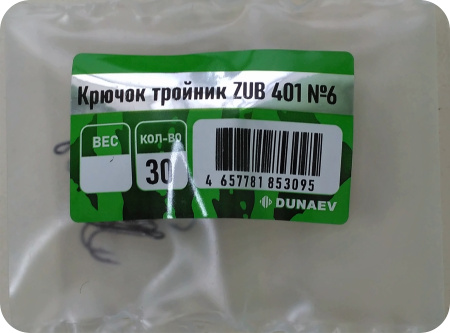 Крючок тройник ZUB 401 №6
ВЕС
КОЛ-ВО
30
4 657781 853095
DUNAEV